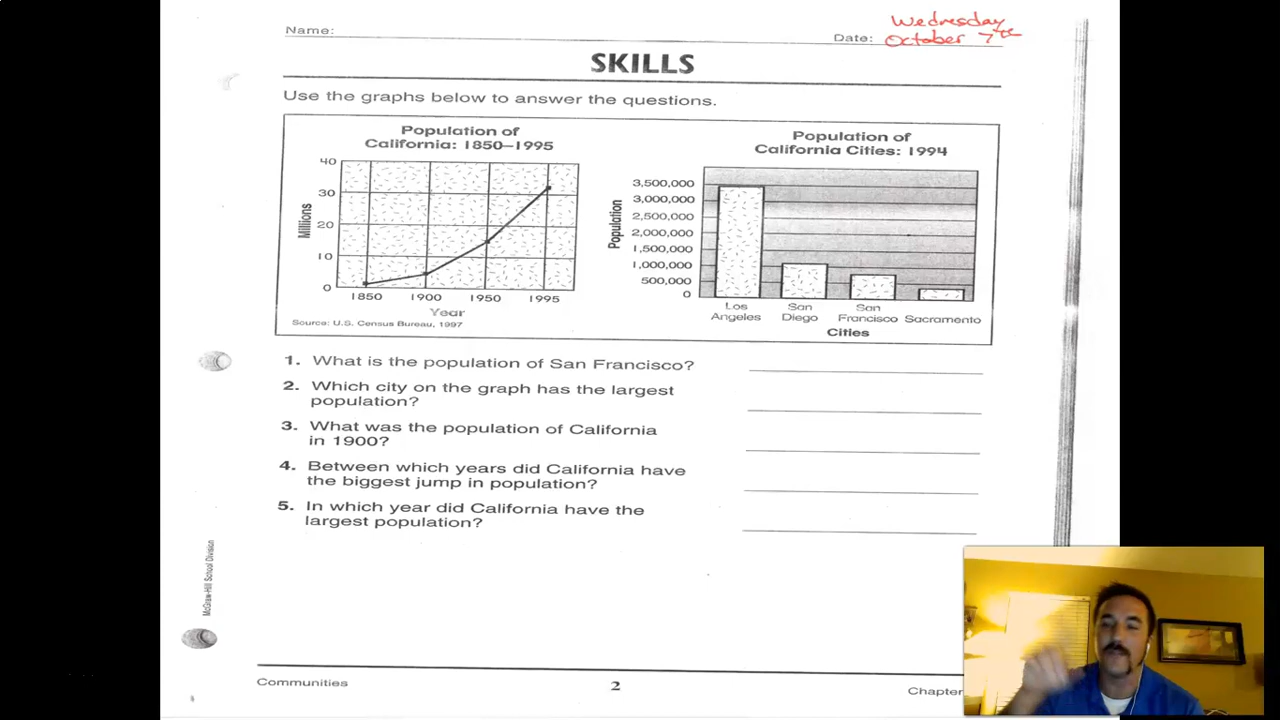 Name:
Date: Wednesday
October 7th
SKILLS
Use the graphs below to answer the questions.
Population of
California: 1850–1995
40
30
20
10
0
Millions
1850 1900 1950 1995
Year
Source: U.S. Census Bureau, 1997
Population of
California Cities: 1994
3,500,000
3,000,000
2,500,000
2,000,000
1,500,000
1,000,000
500,000
0
Population
Los Angeles
San Diego
San Francisco
Sacramento
Cities
1. What is the population of San Francisco?
2. Which city on the graph has the largest
population?
3. What was the population of California
in 1900?
4. Between which years did California have
the biggest jump in population?
5. In which year did California have the
largest population?
McGraw-Hill School Division
Communities
2
Chapter